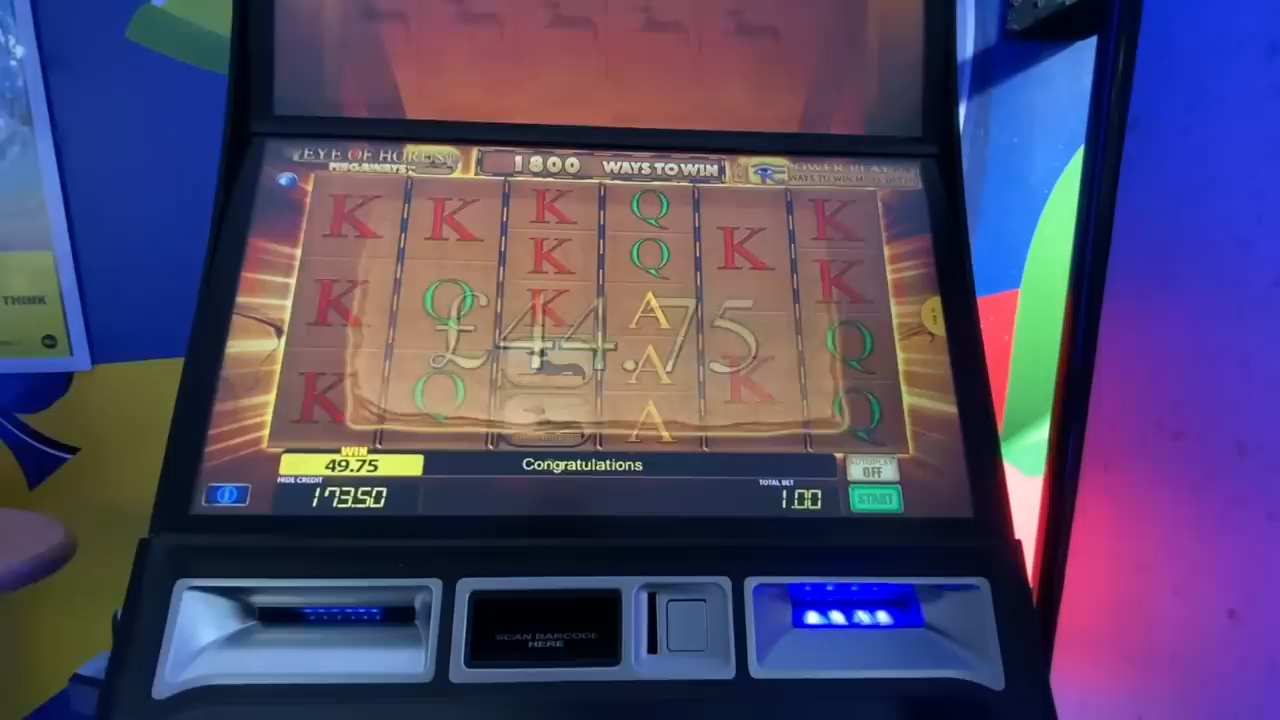 EYE OF HORUS
MEGAWAYS
1800 WAYS TO WIN
POWER PLAY
WAYS TO WIN
K K K Q K K
K K K
K Q K A Q
£44.75
A
K Q K Q
A
THINK
WIN
49.75
Congratulations
AUTOPLAY
OFF
HIDE CREDIT
173.50
TOTAL BET
1.00
START
SCAN BARCODE
HERE